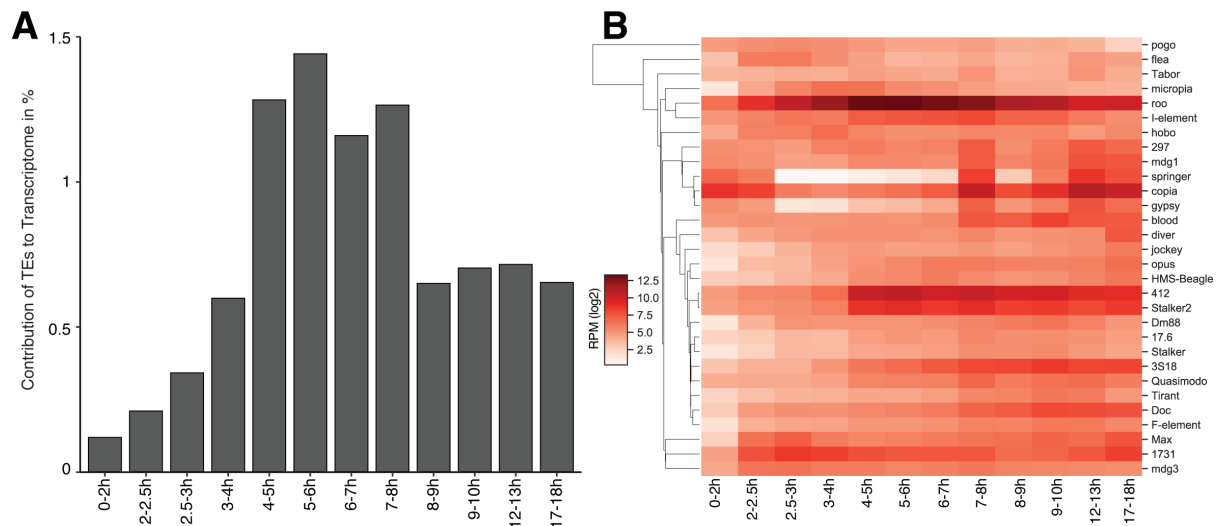 A
Contribution of TEs to Transcriptome in %
1.5
1
0.5
0
0-2h
2-2.5h
2.5-3h
3-4h
4-5h
5-6h
6-7h
7-8h
8-9h
9-10h
12-13h
17-18h
B
RPM (log2)
12.5
10.0
7.5
5.0
2.5
pogo
flea
Tabor
micropia
roo
I-element
hobo
297
mdg1
springer
copia
gypsy
blood
diver
jockey
opus
HMS-Beagle
412
Stalker2
Dm88
17.6
Stalker
3S18
Quasimodo
Tirant
Doc
F-element
Max
1731
mdg3
0-2h
2-2.5h
2.5-3h
3-4h
4-5h
5-6h
6-7h
7-8h
8-9h
9-10h
12-13h
17-18h